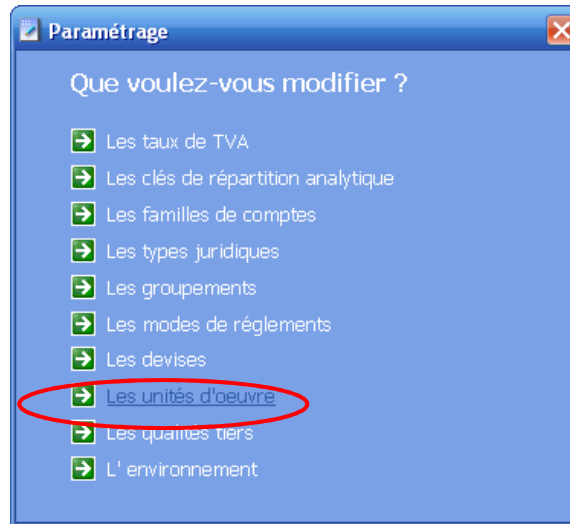 Paramétrage
Que voulez-vous modifier ?
Les taux de TVA
Les clés de répartition analytique
Les familles de comptes
Les types juridiques
Les groupements
Les modes de réglements
Les devises
Les unités d'oeuvre
Les qualités tiers
L' environnement